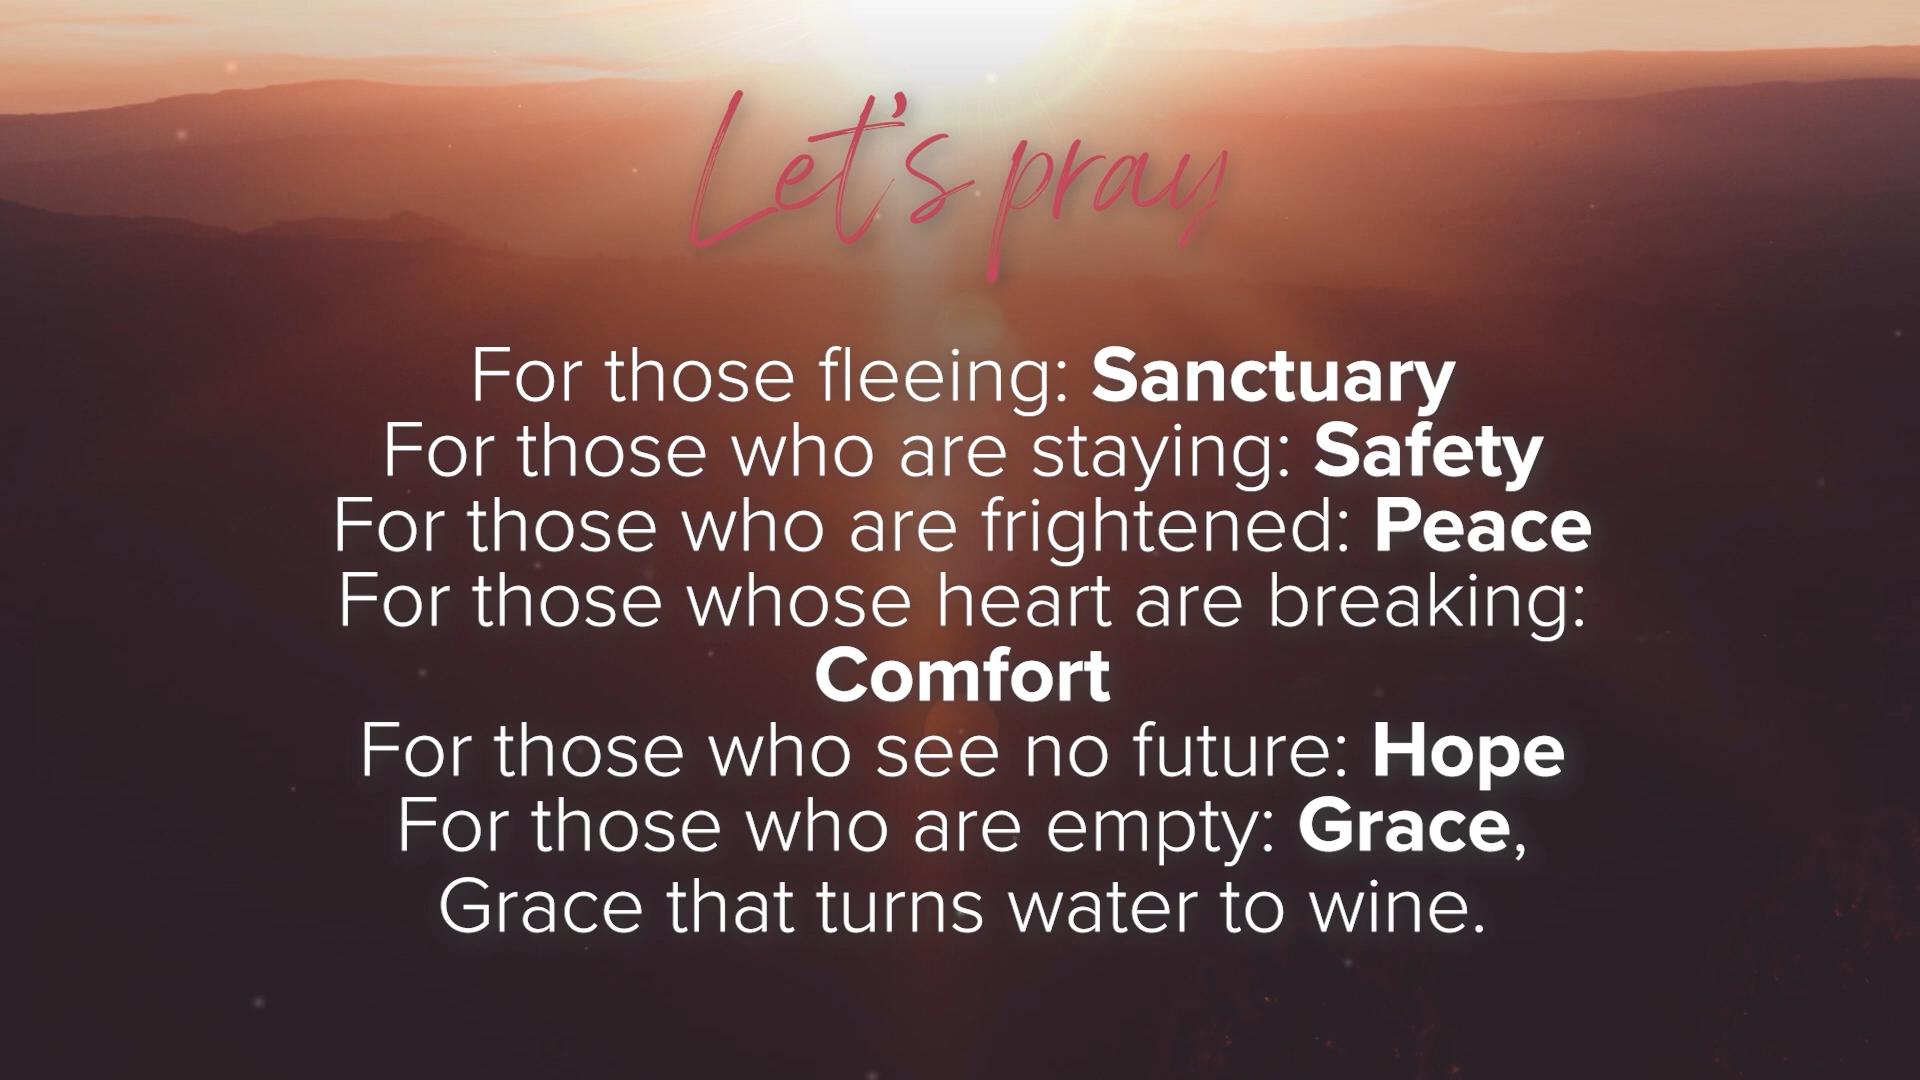 Let's pray
For those fleeing: Sanctuary
For those who are staying: Safety
For those who are frightened: Peace
For those whose heart are breaking:
Comfort
For those who see no future: Hope
For those who are empty: Grace,
Grace that turns water to wine.